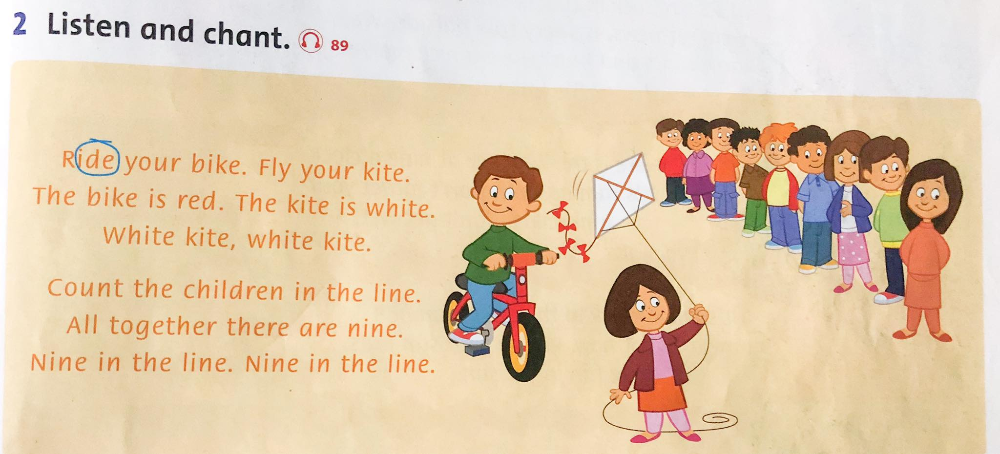 2 Listen and chant. 89
Ride your bike. Fly your kite.
The bike is red. The kite is white.
White kite, white kite.
Count the children in the line.
All together there are nine.
Nine in the line. Nine in the line.